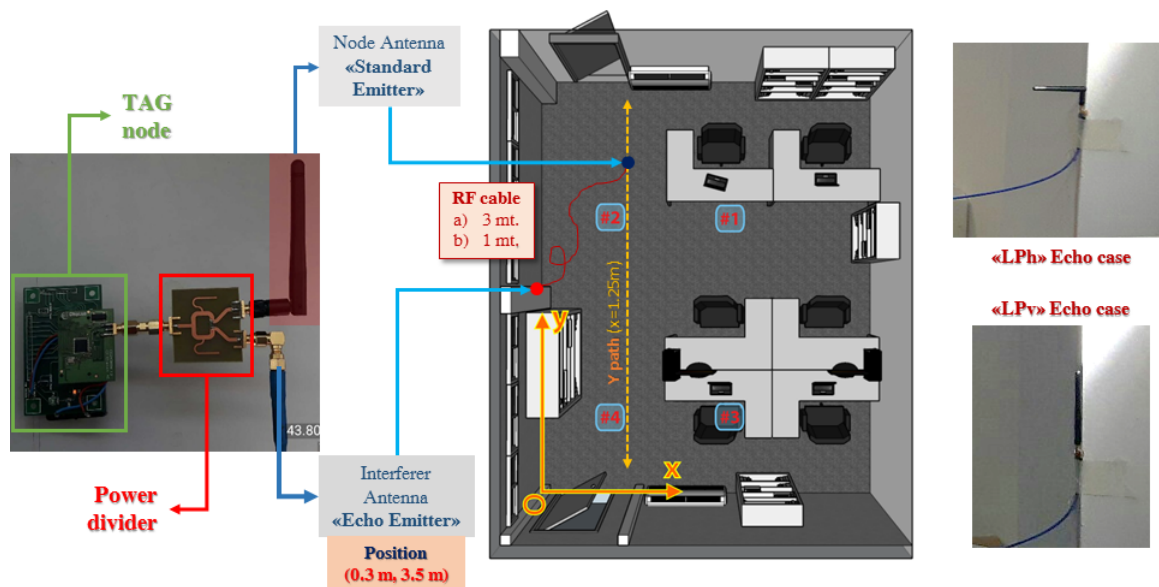 TAG
node
43.80
Power
divider
Node Antenna
«Standard
Emitter»
RF cable
a) 3 mt.
b) 1 mt,
Interferer
Antenna
«Echo Emitter»
Position
(0.3 m, 3.5 m)
#2
#1
Y path (x=1.25m)
y
#4
#3
x
O
«LPh» Echo case
«LPv» Echo case